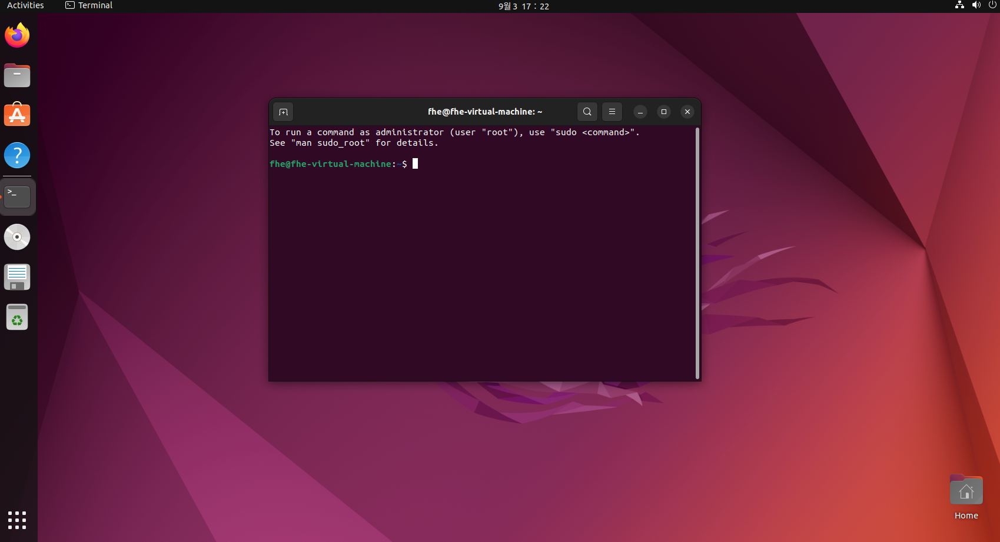 Activities
Terminal
9월 3 17 : 22
fhe@fhe-virtual-machine: ~
To run a command as administrator (user "root"), use "sudo <command>".
See "man sudo_root" for details.
fhe@fhe-virtual-machine:~$
Home